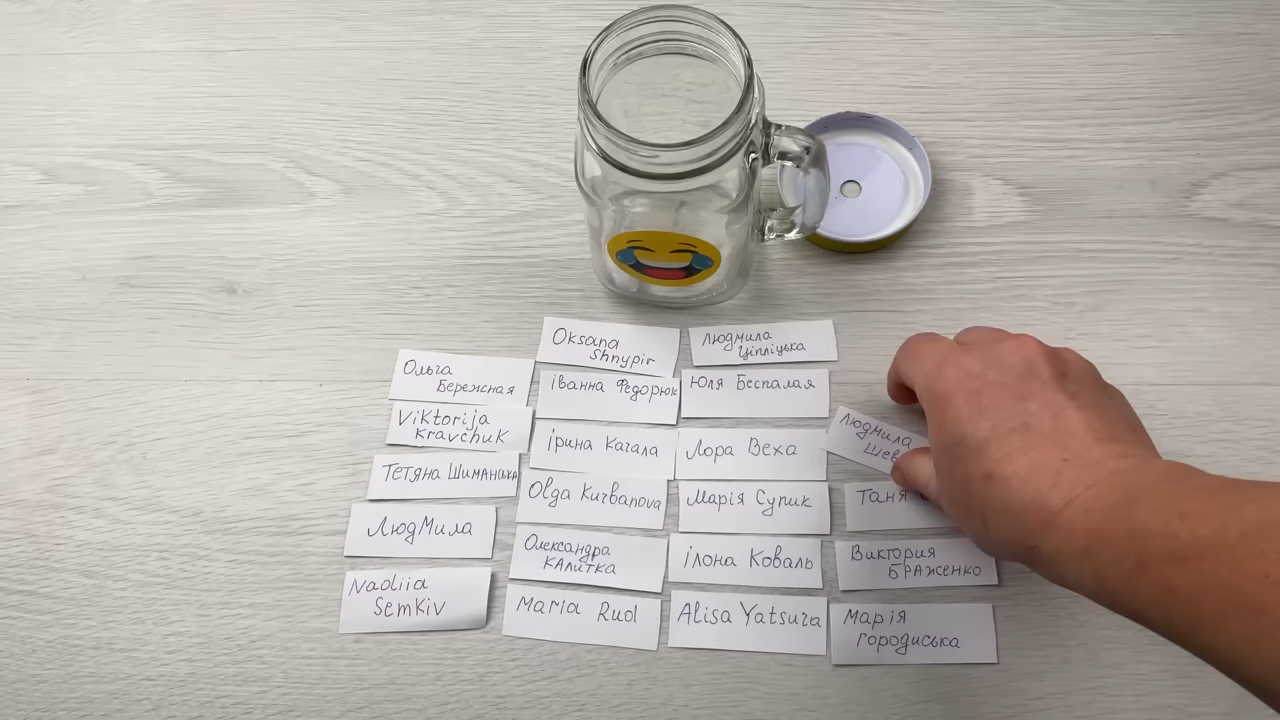 Oksana
Shnypir
Людмила
Ціпліцька
Ольга
Бережная
іванна Федорюк
Юля Беспалая
Viktorija
Kravchuk
ірина Качала
Лора Веха
Людмила
Тетяна Шиманська
Olga Kurbanova
Марія Супик
Таня
ЛюдМила
Олександра
КАлитка
ілона Коваль
Виктория
БРАженко
Nadiia
Semkiv
Maria Rudl
Alisa Yatsura
Марія
Городиська